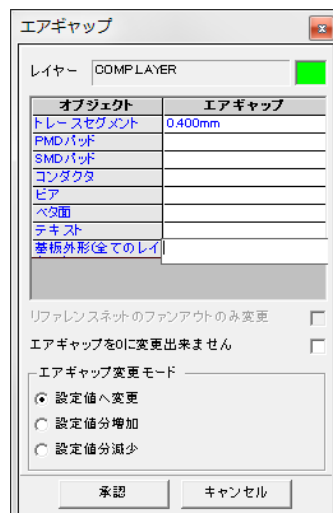 エアギャップ
レイヤー COMPLAYER
オブジェクト エアギャップ
トレースセグメント 0.400mm
PMDパッド
SMDパッド
コンダクタ
ビア
ベタ面
テキスト
基板外形(全てのレイ
リファレンスネットのファンアウトのみ変更
エアギャップを0に変更出来ません
エアギャップ変更モード
設定値へ変更
設定値分増加
設定値分減少
承認 キャンセル